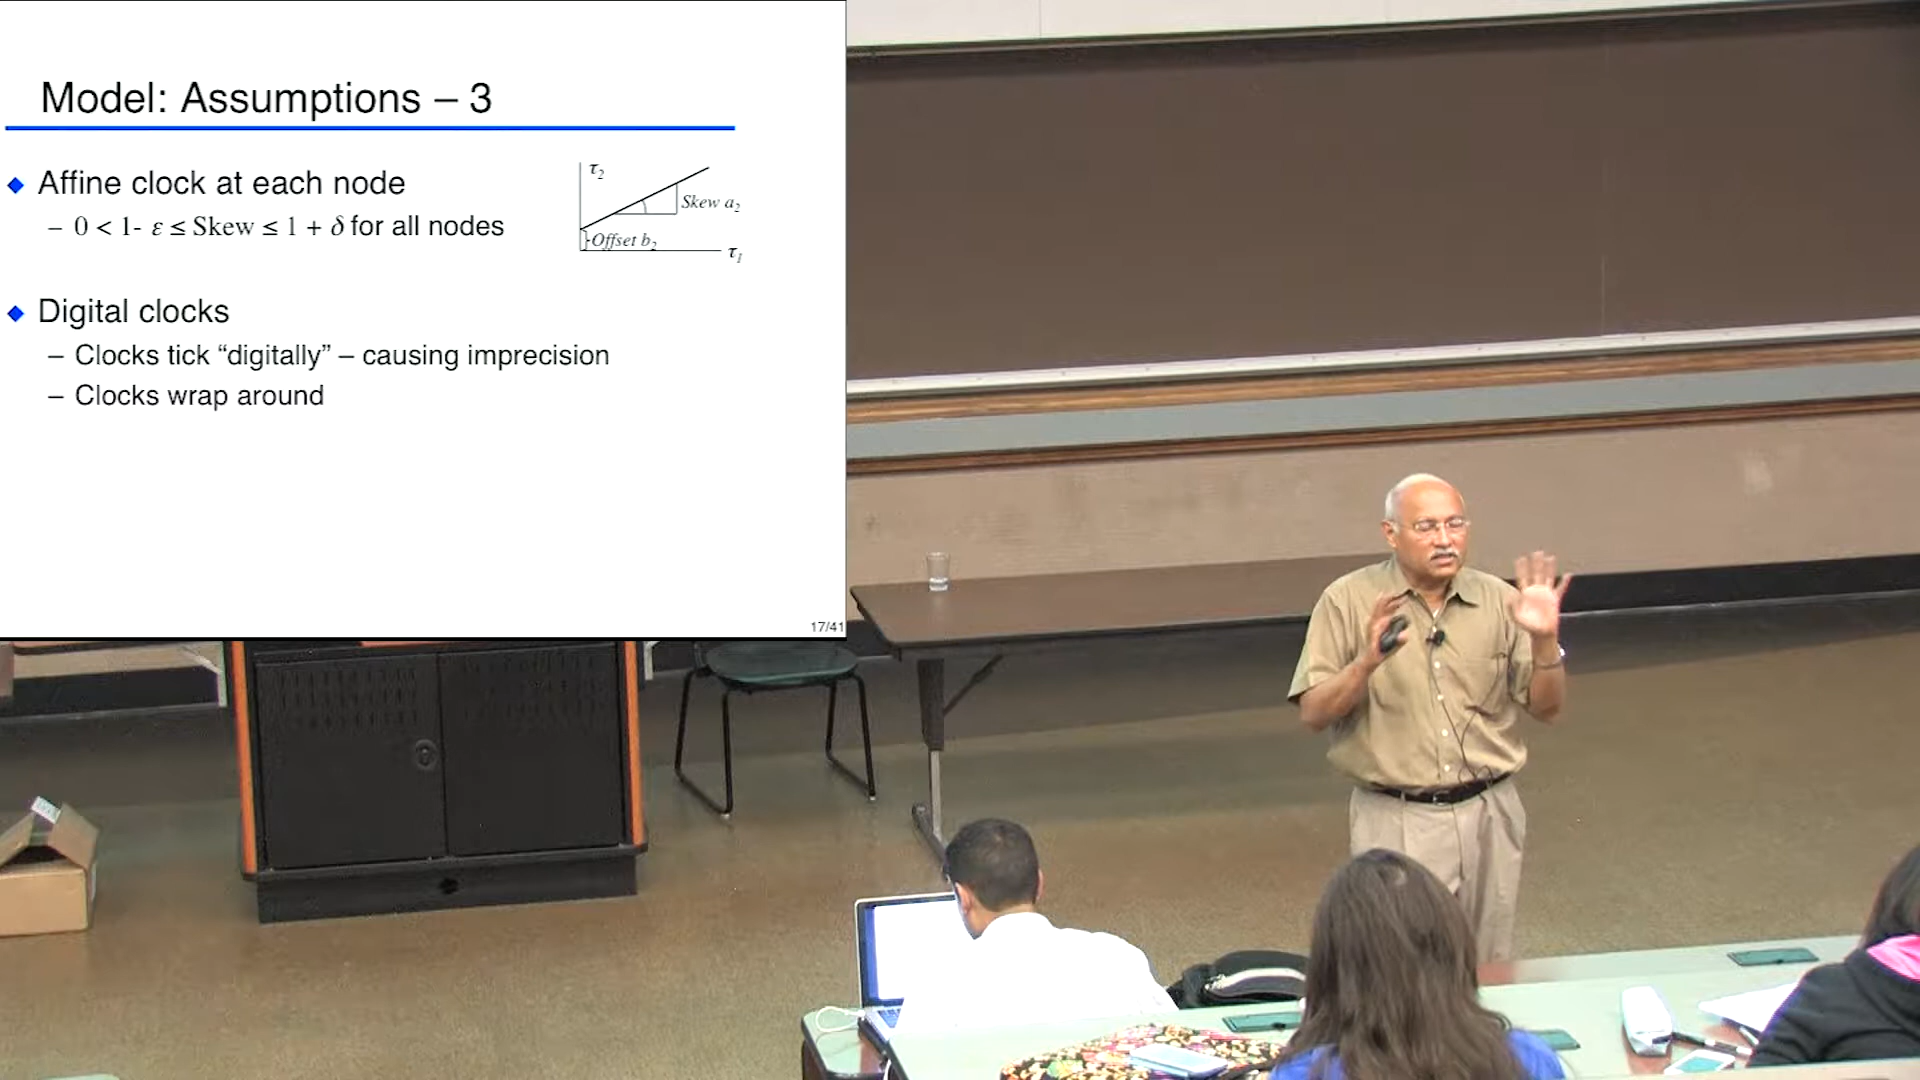 Model: Assumptions – 3
◆ Affine clock at each node
– 0 < 1- ε ≤ Skew ≤ 1 + δ for all nodes
τ₂
Skew a₂
Offset b₂
τ₁
◆ Digital clocks
– Clocks tick “digitally” – causing imprecision
– Clocks wrap around
17/41